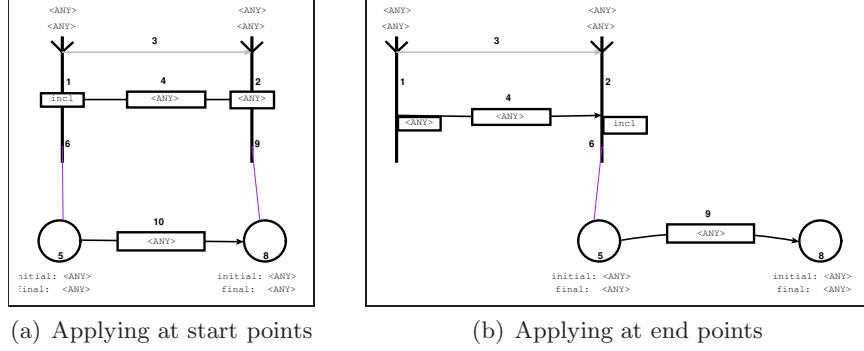 <ANY> <ANY>
<ANY> <ANY>
3
1 2
4
incl <ANY> <ANY>
6 9
10
<ANY>
5 8
initial: <ANY> initial: <ANY>
final: <ANY> final: <ANY>
(a) Applying at start points
<ANY> <ANY>
<ANY> <ANY>
3
1 2
4
<ANY>
<ANY> incl
6
9
<ANY>
5 8
initial: <ANY> initial: <ANY>
final: <ANY> final: <ANY>
(b) Applying at end points